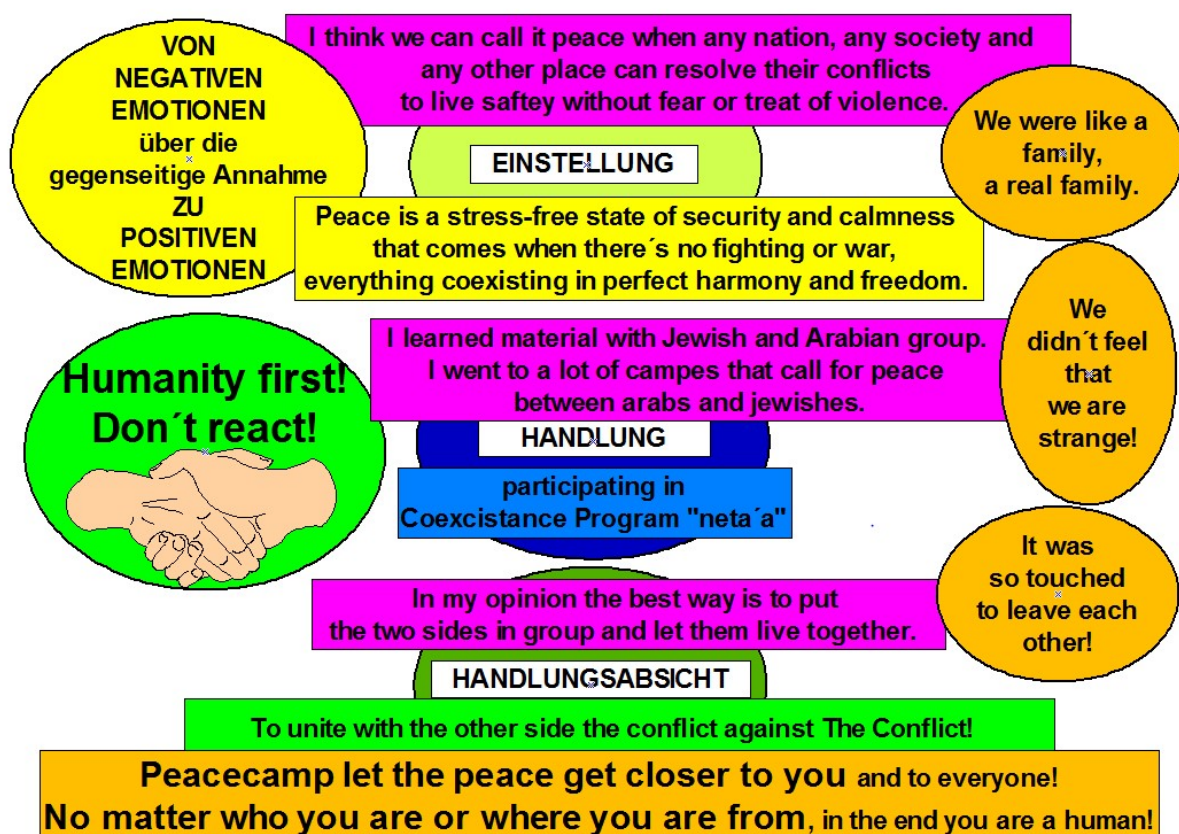 VON
NEGATIVEN
EMOTIONEN
über die
gegenseitige Annahme
ZU
POSITIVEN
EMOTIONEN
I think we can call it peace when any nation, any society and
any other place can resolve their conflicts
to live saftey without fear or treat of violence.
We were like a
family,
a real family.
EINSTELLUNG
Peace is a stress-free state of security and calmness
that comes when there´s no fighting or war,
everything coexisting in perfect harmony and freedom.
We
didn´t feel
that
we are
strange!
Humanity first!
Don´t react!
I learned material with Jewish and Arabian group.
I went to a lot of campes that call for peace
between arabs and jewishes.
HANDLUNG
participating in
Coexcistance Program "neta´a"
It was
so touched
to leave each
other!
In my opinion the best way is to put
the two sides in group and let them live together.
HANDLUNGSABSICHT
To unite with the other side the conflict against The Conflict!
Peacecamp let the peace get closer to you and to everyone!
No matter who you are or where you are from, in the end you are a human!